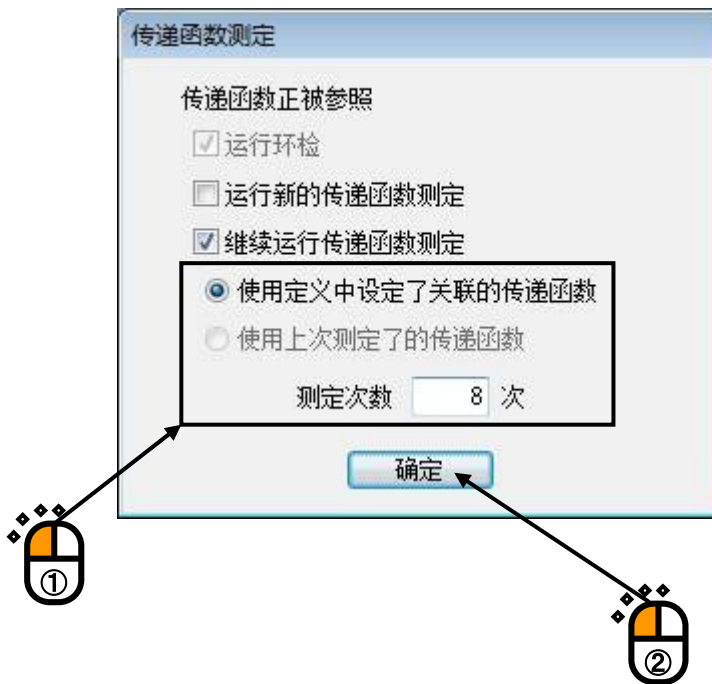 传递函数测定
传递函数正被参照
运行环检
运行新的传递函数测定
继续运行传递函数测定
使用定义中设定了关联的传递函数
使用上次测定了的传递函数
测定次数 8 次
确定
①
②